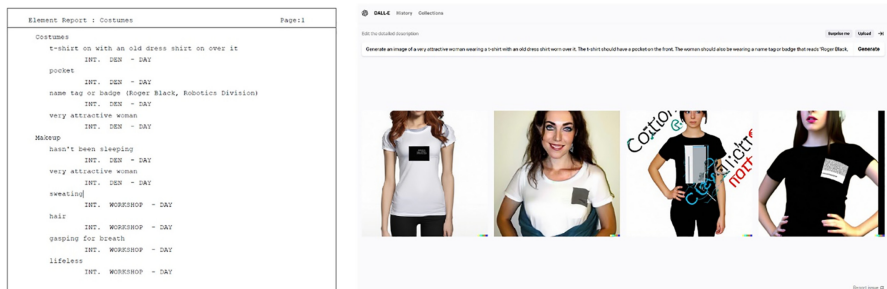 Element Report : Costumes Page:1
Costumes
t-shirt on with an old dress shirt on over it
INT. DEN - DAY
pocket
INT. DEN - DAY
name tag or badge (Roger Black, Robotics Division)
INT. DEN - DAY
very attractive woman
INT. DEN - DAY
Makeup
hasn't been sleeping
INT. DEN - DAY
very attractive woman
INT. DEN - DAY
sweating
INT. WORKSHOP - DAY
hair
INT. WORKSHOP - DAY
gasping for breath
INT. WORKSHOP - DAY
lifeless
INT. WORKSHOP - DAY
DALL·E History Collections
Edit the detailed description Surprise me Upload
Generate an image of a very attractive woman wearing a t-shirt with an old dress shirt worn over it. The t-shirt should have a pocket on the front. The woman should also be wearing a name tag or badge that reads 'Roger Black, Generate
Report issue